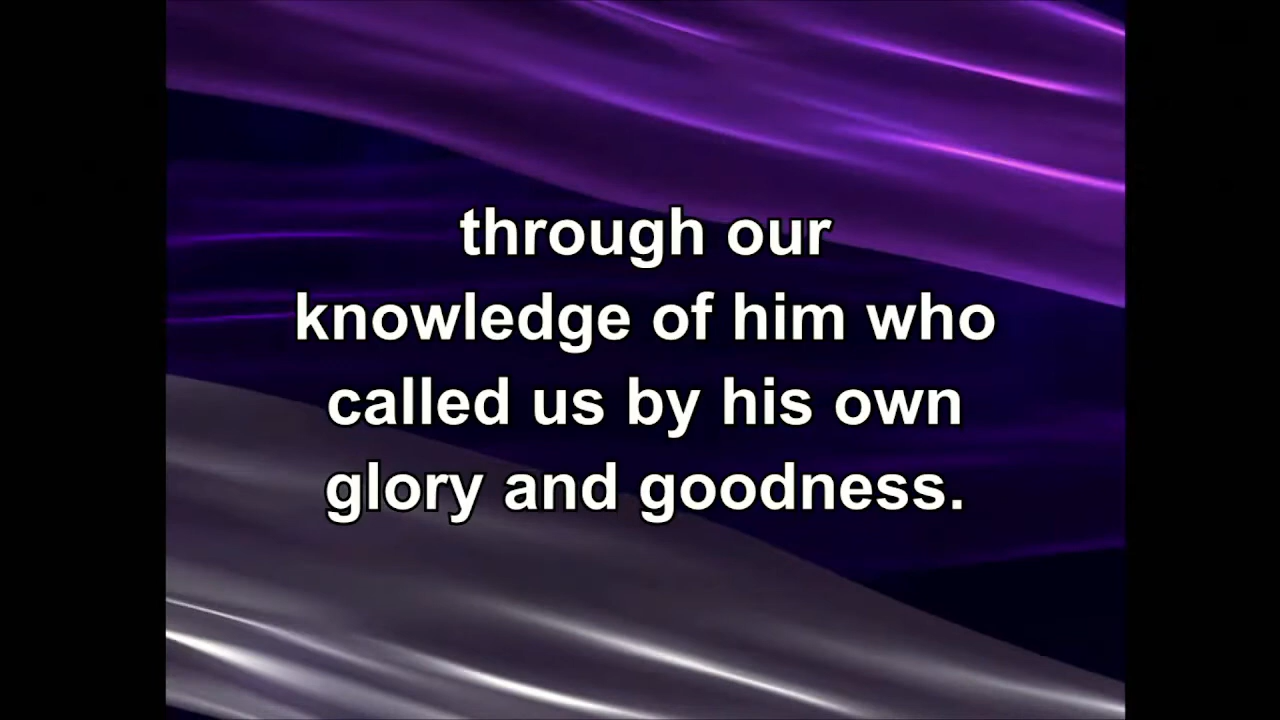 through our
knowledge of him who
called us by his own
glory and goodness.